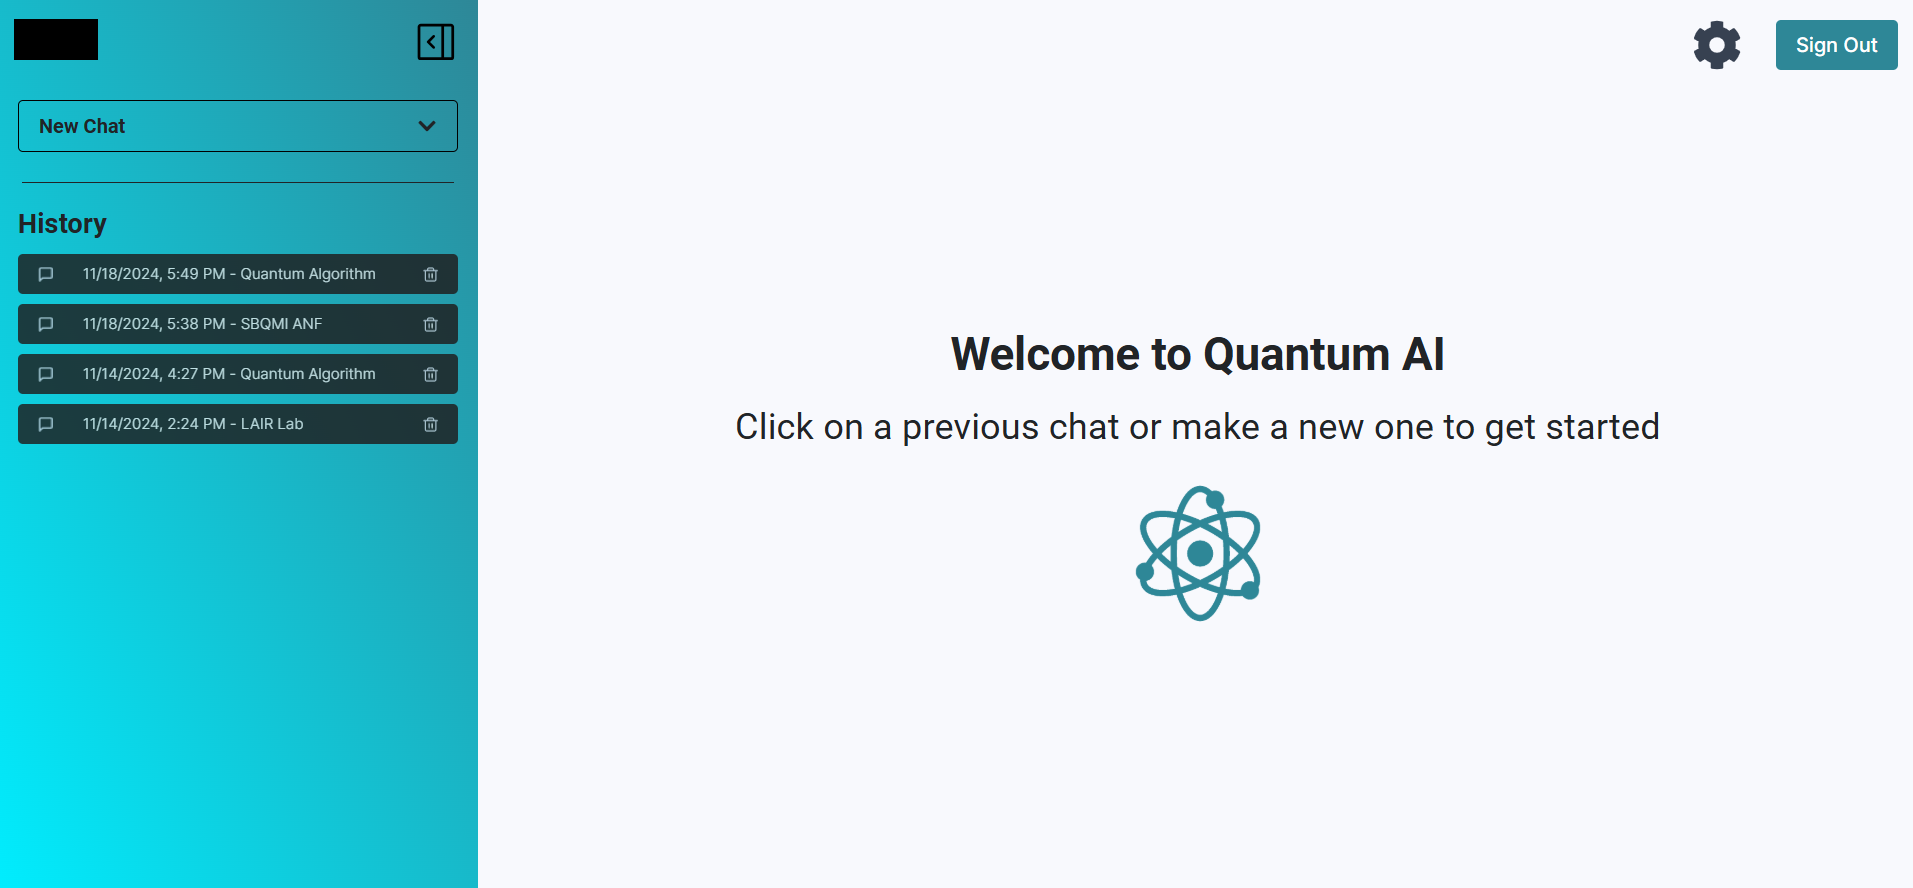 New Chat
History
11/18/2024, 5:49 PM - Quantum Algorithm
11/18/2024, 5:38 PM - SBQMI ANF
11/14/2024, 4:27 PM - Quantum Algorithm
11/14/2024, 2:24 PM - LAIR Lab
Sign Out
Welcome to Quantum AI
Click on a previous chat or make a new one to get started